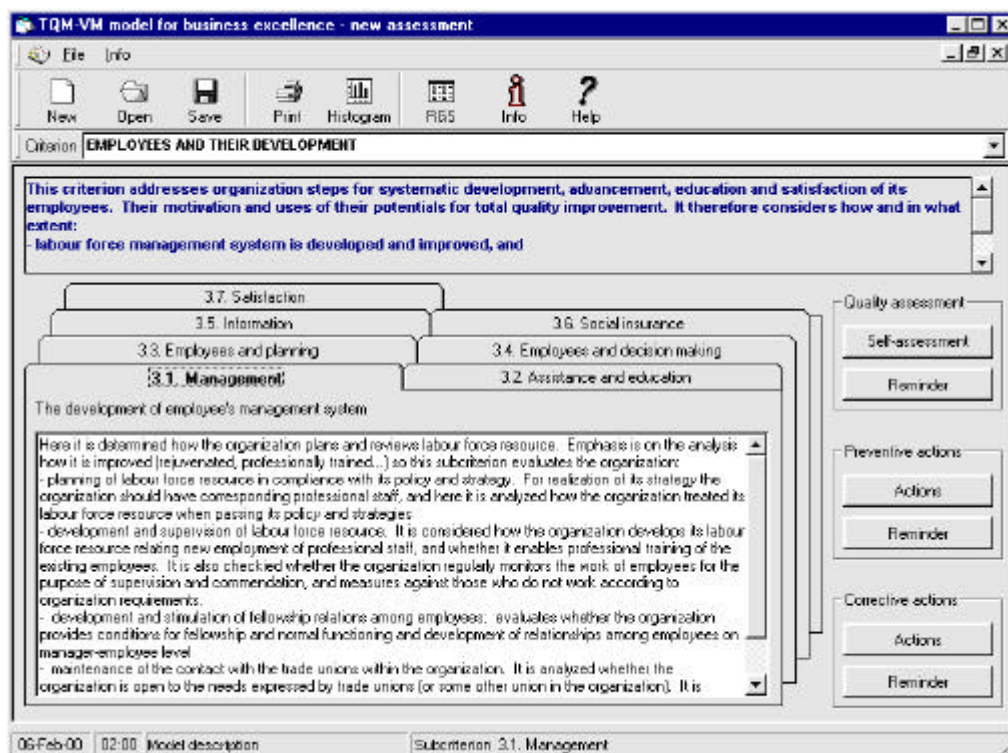 TQM-VM model for business excellence - new assessment
File Info
New Open Save Print Histogram RGS Info Help
Criterion EMPLOYEES AND THEIR DEVELOPMENT
This criterion addresses organization steps for systematic development, advancement, education and satisfaction of its
employees. Their motivation and uses of their potentials for total quality improvement. It therefore considers how and in what
extent:
- labour force management system is developed and improved, and
3.7. Satisfaction
3.5. Information 3.6. Social insurance
3.3. Employees and planning 3.4. Employees and decision making
3.1. Management 3.2. Assistance and education
The development of employee's management system
Here it is determined how the organization plans and reviews labour force resource. Emphasis is on the analysis
how it is improved (rejuvenated, professionally trained...) so this subcriterion evaluates the organization:
- planning of labour force resource in compliance with its policy and strategy. For realization of its strategy the
organization should have corresponding professional staff, and here it is analyzed how the organization treated its
labour force resource when passing its policy and strategies
- development and supervision of labour force resource. It is considered how the organization develops its labour
force resource relating new employment of professional staff, and whether it enables professional training of the
existing employees. It is also checkied whether the organization regularly monitors the work of employees for the
purpose of supervision and commendation, and measures against those who do not work according to
organization requirements.
- development and stimulation of fellowship relations among employees: evaluates whether the organization
provides conditions for fellowship and normal functioning and development of relationships among employees on
manager-employee level
- maintenance of the contact with the trade unions within the organization. It is analyzed whether the
organization is open to the needs expressed by trade unions (or some other union in the organization). It is
Quality assessment
Self-assessment
Reminder
Preventive actions
Actions
Reminder
Corrective actions
Actions
Reminder
06-Feb-00 02:00 Model description Subcriterion 3.1. Management